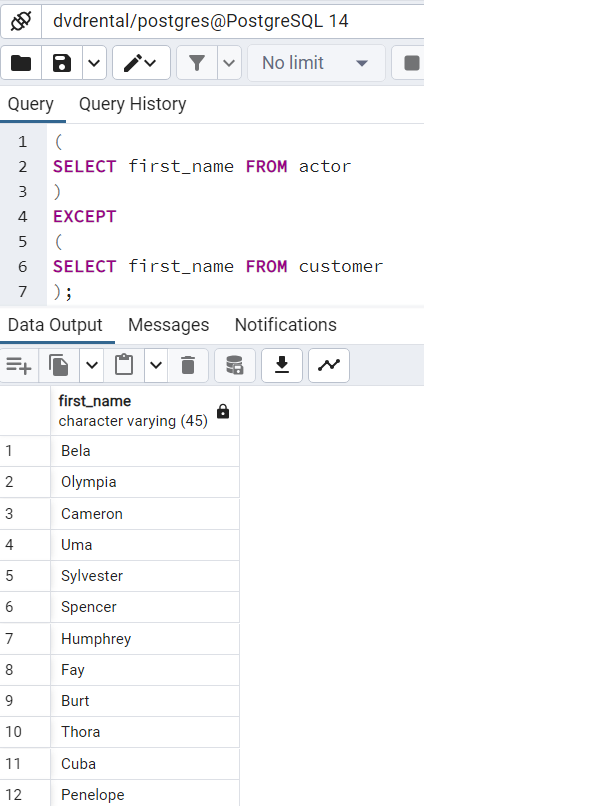 dvdrental/postgres@PostgreSQL 14
No limit
Query Query History
1 (
2 SELECT first_name FROM actor
3 )
4 EXCEPT
5 (
6 SELECT first_name FROM customer
7 );
Data Output Messages Notifications
first_name
character varying (45)
1 Bela
2 Olympia
3 Cameron
4 Uma
5 Sylvester
6 Spencer
7 Humphrey
8 Fay
9 Burt
10 Thora
11 Cuba
12 Penelope